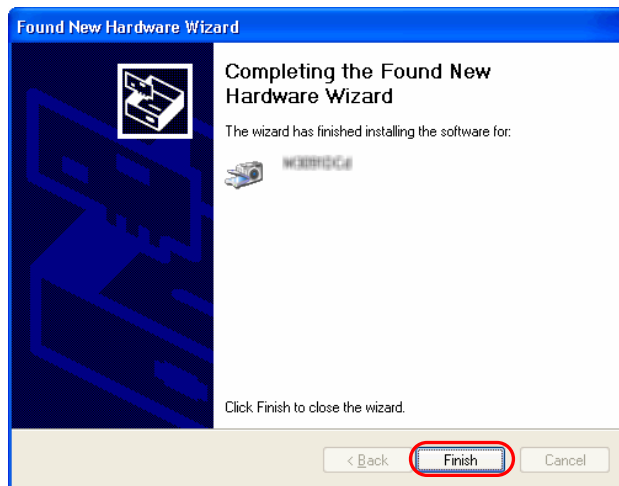 Found New Hardware Wizard
Completing the Found New
Hardware Wizard
The wizard has finished installing the software for:
Click Finish to close the wizard.
< Back
Finish
Cancel